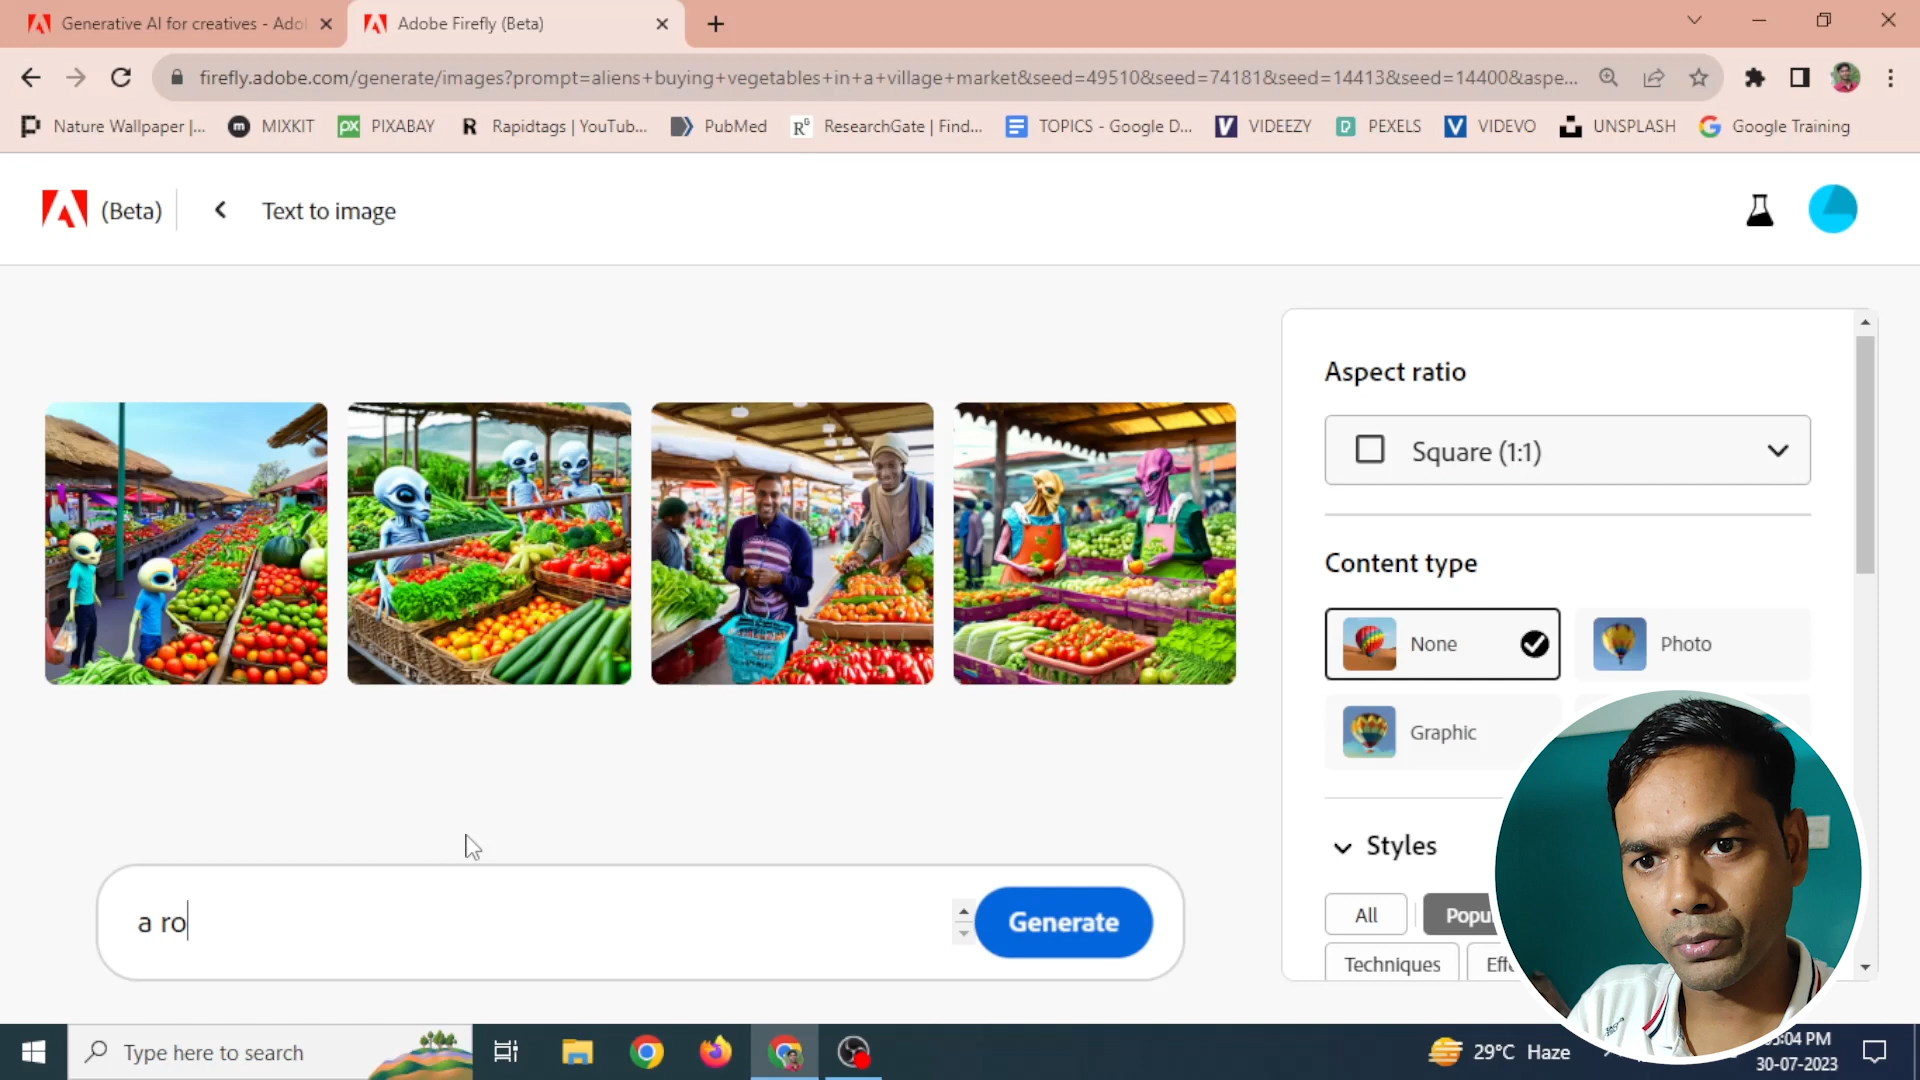 Generative AI for creatives - Ado
Adobe Firefly (Beta)
firefly.adobe.com/generate/images?prompt=aliens+buying+vegetables+in+a+village+market&seed=49510&seed=74181&seed=14413&seed=14400&aspe...
Nature Wallpaper |... MIXKIT PIXABAY Rapidtags | YouTub... PubMed ResearchGate | Find... TOPICS - Google D... VIDEEZY PEXELS VIDEVO UNSPLASH Google Training
(Beta) Text to image
Aspect ratio
Square (1:1)
Content type
None
Photo
Graphic
Styles
All
Popu
Techniques
Effe
a ro
Generate
Type here to search
29°C Haze
:04 PM
30-07-2023